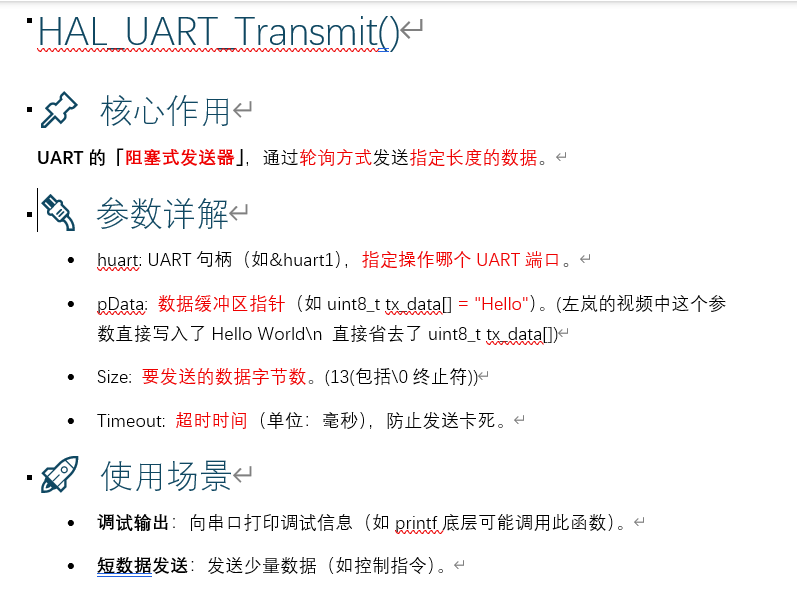 HAL_UART_Transmit()↵
核心作用↵
UART 的「阻塞式发送器」，通过轮询方式发送指定长度的数据。↵
参数详解↵
• huart: UART 句柄（如&huart1），指定操作哪个 UART 端口。↵
• pData: 数据缓冲区指针（如 uint8_t tx_data[] = "Hello"）。(左岚的视频中这个参
数直接写入了 Hello World\n 直接省去了 uint8_t tx_data[])↵
• Size: 要发送的数据字节数。(13(包括\0 终止符))↵
• Timeout: 超时时间（单位：毫秒），防止发送卡死。↵
使用场景↵
• 调试输出：向串口打印调试信息（如 printf 底层可能调用此函数）。↵
• 短数据发送：发送少量数据（如控制指令）。↵